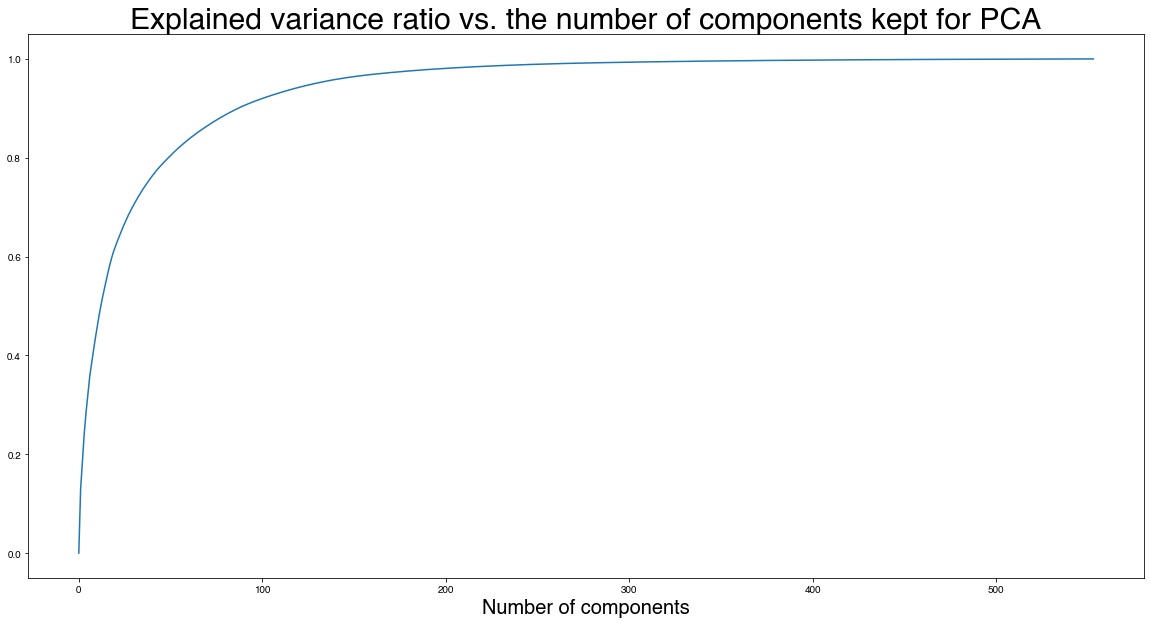 Explained variance ratio vs. the number of components kept for PCA
1.0
0.8
0.6
0.4
0.2
0.0
0 100 200 300 400 500
Number of components